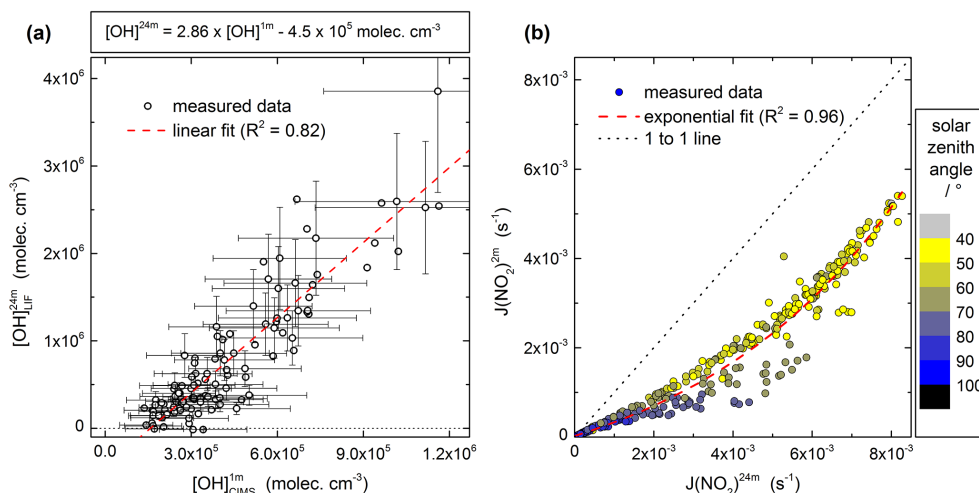 (a)
[OH]²⁴ᵐ = 2.86 x [OH]¹ᵐ - 4.5 x 10⁵ molec. cm⁻³
4x10⁶
3x10⁶
2x10⁶
1x10⁶
0
[OH]²⁴ᵐ_LIF (molec. cm⁻³)
measured data
linear fit (R² = 0.82)
0.0
3.0x10⁵
6.0x10⁵
9.0x10⁵
1.2x10⁶
[OH]¹ᵐ_CIMS (molec. cm⁻³)
(b)
8x10⁻³
6x10⁻³
4x10⁻³
2x10⁻³
0
J(NO₂)²ᵐ (s⁻¹)
measured data
exponential fit (R² = 0.96)
1 to 1 line
0
2x10⁻³
4x10⁻³
6x10⁻³
8x10⁻³
J(NO₂)²⁴ᵐ (s⁻¹)
solar
zenith
angle
/ °
40
50
60
70
80
90
100